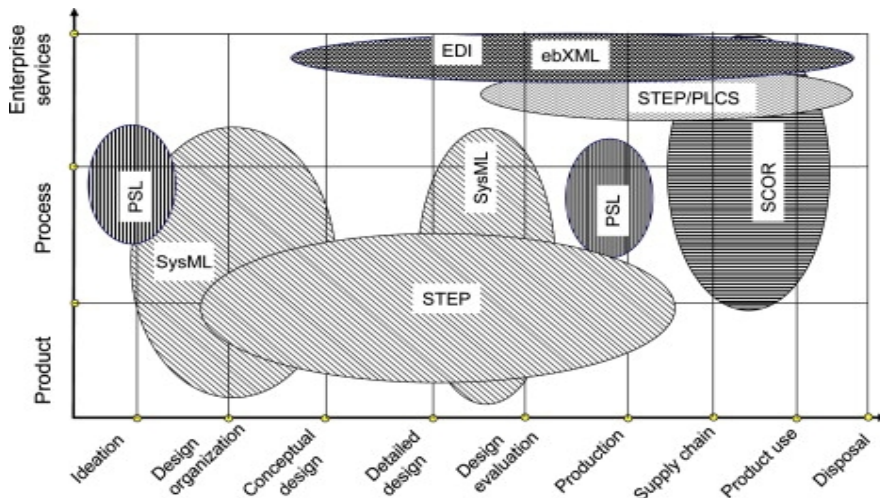 Enterprise
services
Process
Product
EDI
ebXML
STEP/PLCS
PSL
SysML
SysML
PSL
SCOR
STEP
Ideation
Design
organization
Conceptual
design
Detailed
design
Design
evaluation
Production
Supply chain
Product use
Disposal